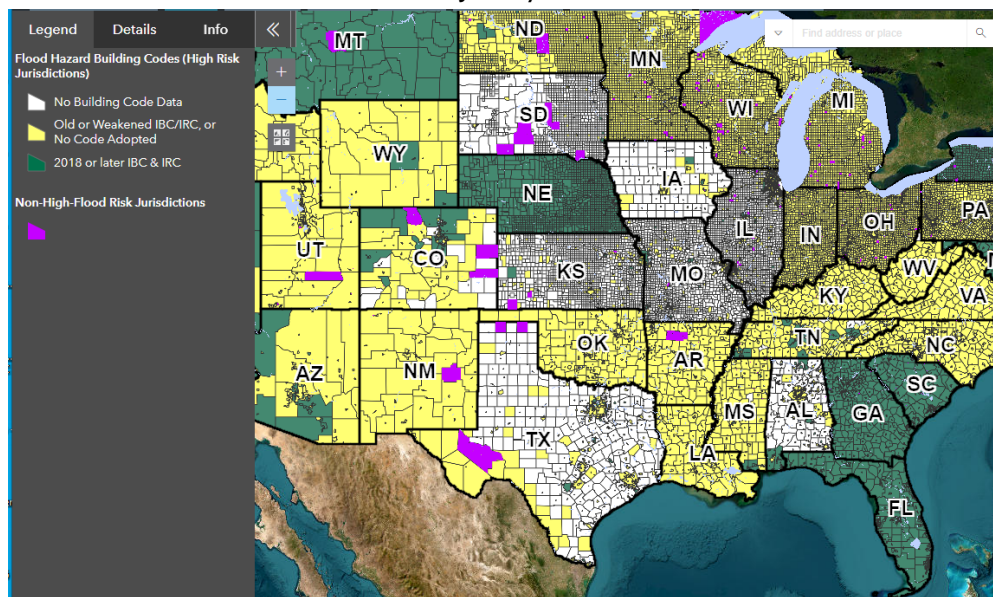 Legend Details Info
Find address or place
Flood Hazard Building Codes (High Risk
Jurisdictions)
No Building Code Data
Old or Weakened IBC/IRC, or
No Code Adopted
2018 or later IBC & IRC
Non-High-Flood Risk Jurisdictions
MT
ND
MN
WI
MI
SD
WY
IA
NE
IL
IN
OH
PA
UT
CO
KS
MO
WV
KY
VA
AZ
NM
OK
AR
TN
NC
SC
TX
MS
AL
GA
LA
FL